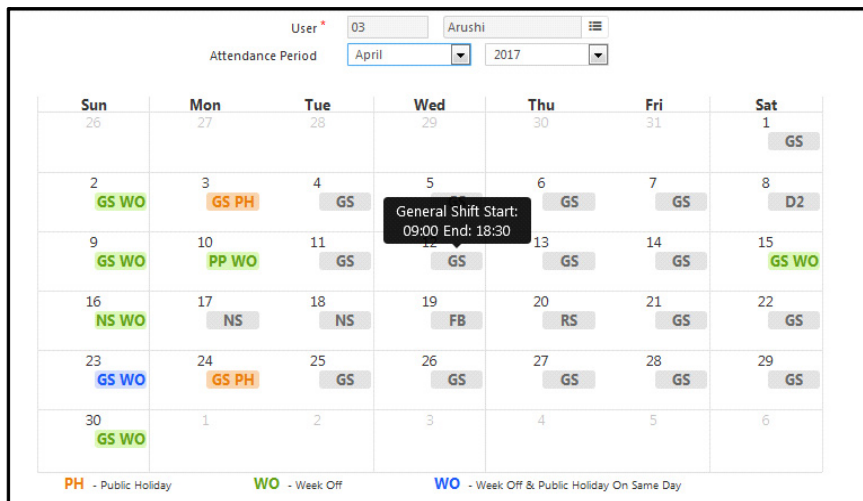 User * 03 Arushi
Attendance Period April 2017
Sun Mon Tue Wed Thu Fri Sat
26 27 28 29 30 31 1
GS
2 3 4 5 6 7 8
GS WO GS PH GS GS GS D2
General Shift Start:
09:00 End: 18:30
9 10 11 12 13 14 15
GS WO PP WO GS GS GS GS GS WO
16 17 18 19 20 21 22
NS WO NS NS FB RS GS GS
23 24 25 26 27 28 29
GS WO GS PH GS GS GS GS GS
30 1 2 3 4 5 6
GS WO
PH - Public Holiday WO - Week Off WO - Week Off & Public Holiday On Same Day